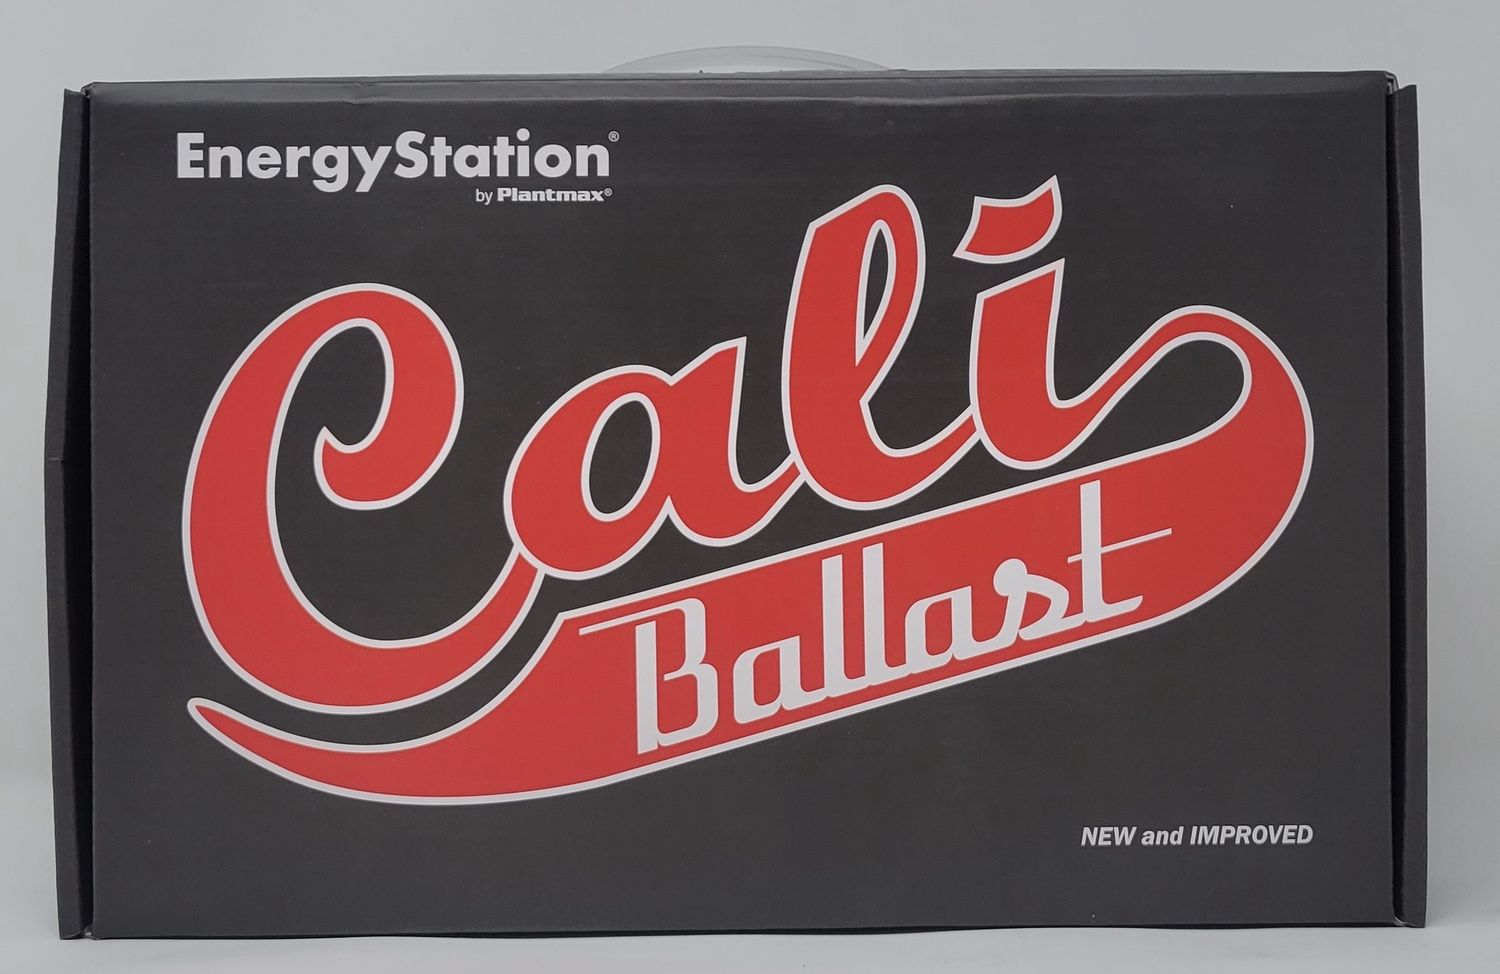 EnergyStation®
by Plantmax®
Cali
Ballast
NEW and IMPROVED